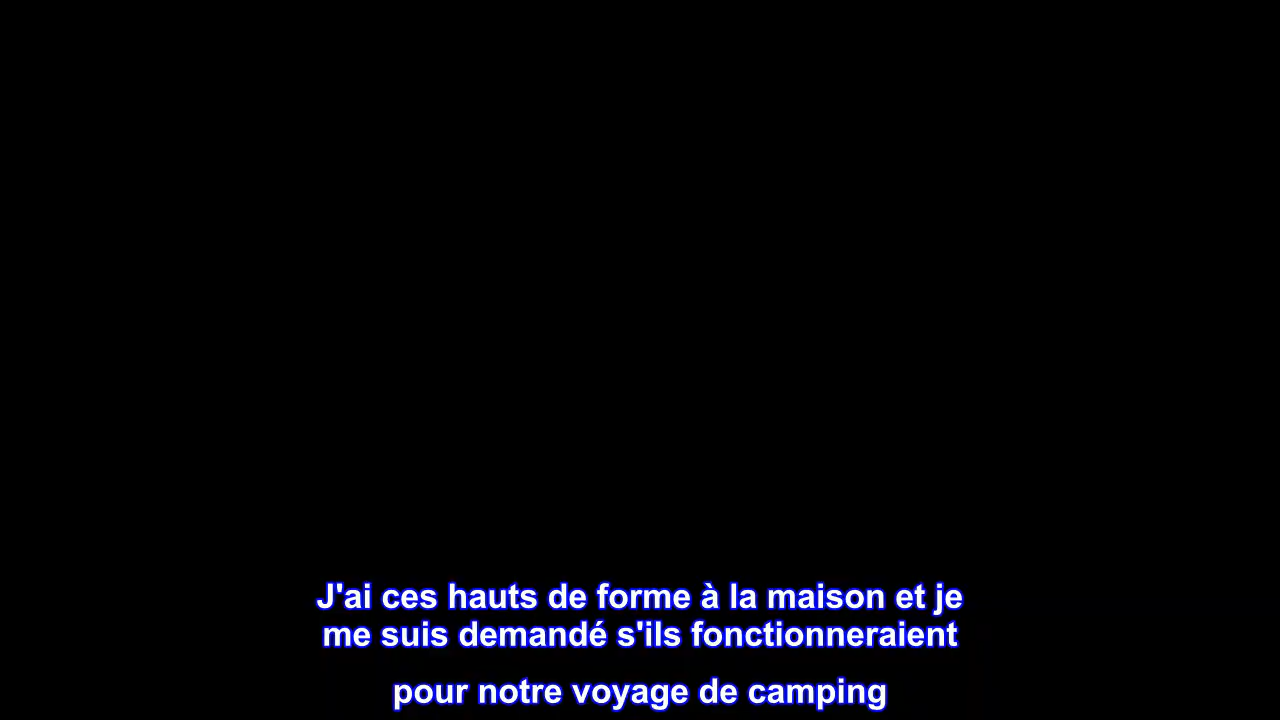 J'ai ces hauts de forme à la maison et je
me suis demandé s'ils fonctionneraient
pour notre voyage de camping